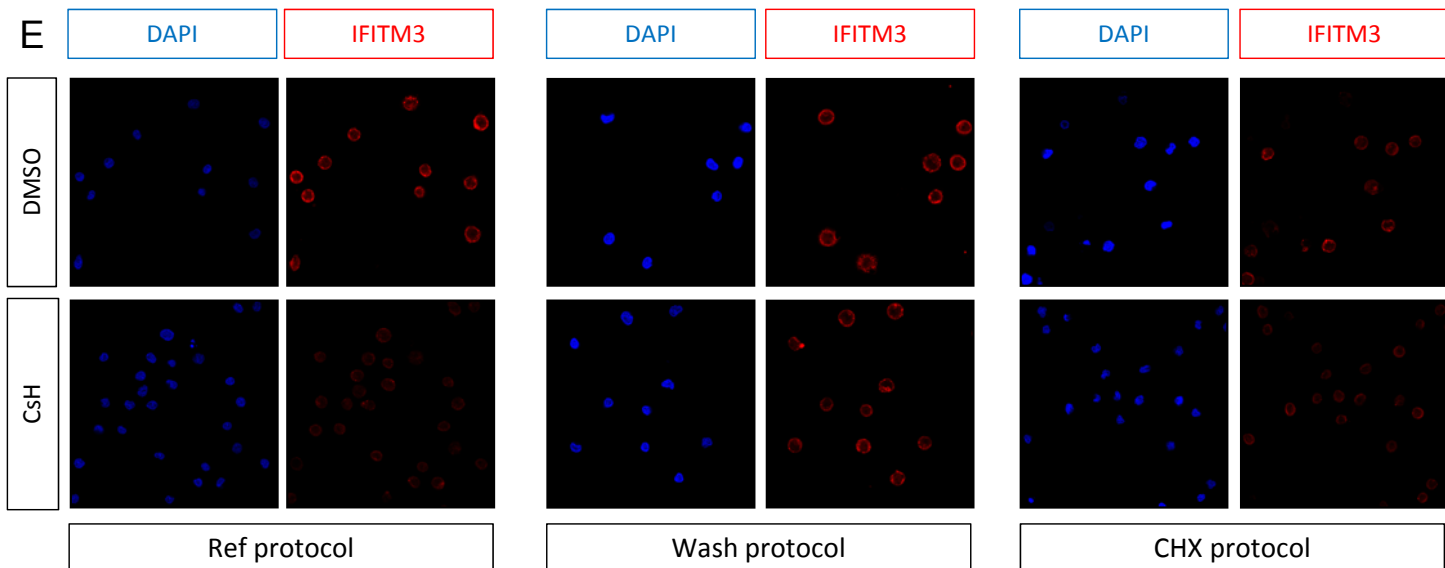 E
DAPI
IFITM3
DAPI
IFITM3
DAPI
IFITM3
DMSO
CsH
Ref protocol
Wash protocol
CHX protocol